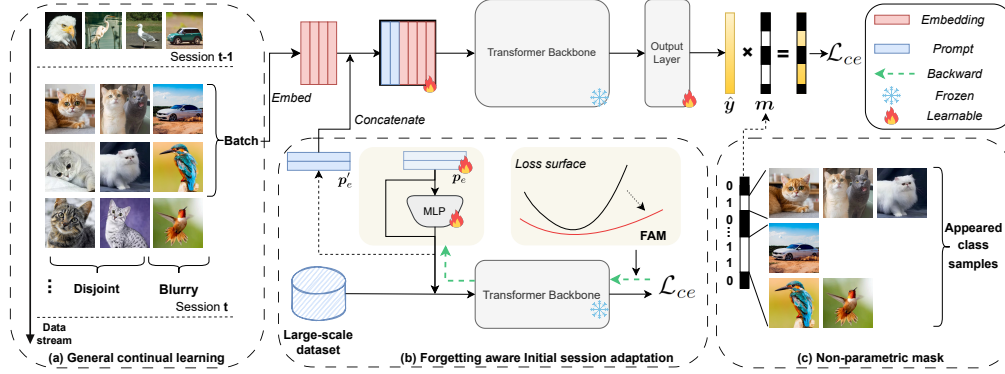 Session t-1
Batch
Disjoint
Blurry
Session t
Data
stream
(a) General continual learning
Embed
Concatenate
Transformer Backbone
Output
Layer
ŷ
m
ℒce
Embedding
Prompt
Backward
Frozen
Learnable
p'e
pe
MLP
Loss surface
FAM
Large-scale
dataset
Transformer Backbone
ℒce
(b) Forgetting aware Initial session adaptation
0
1
0
1
1
0
Appeared
class
samples
(c) Non-parametric mask